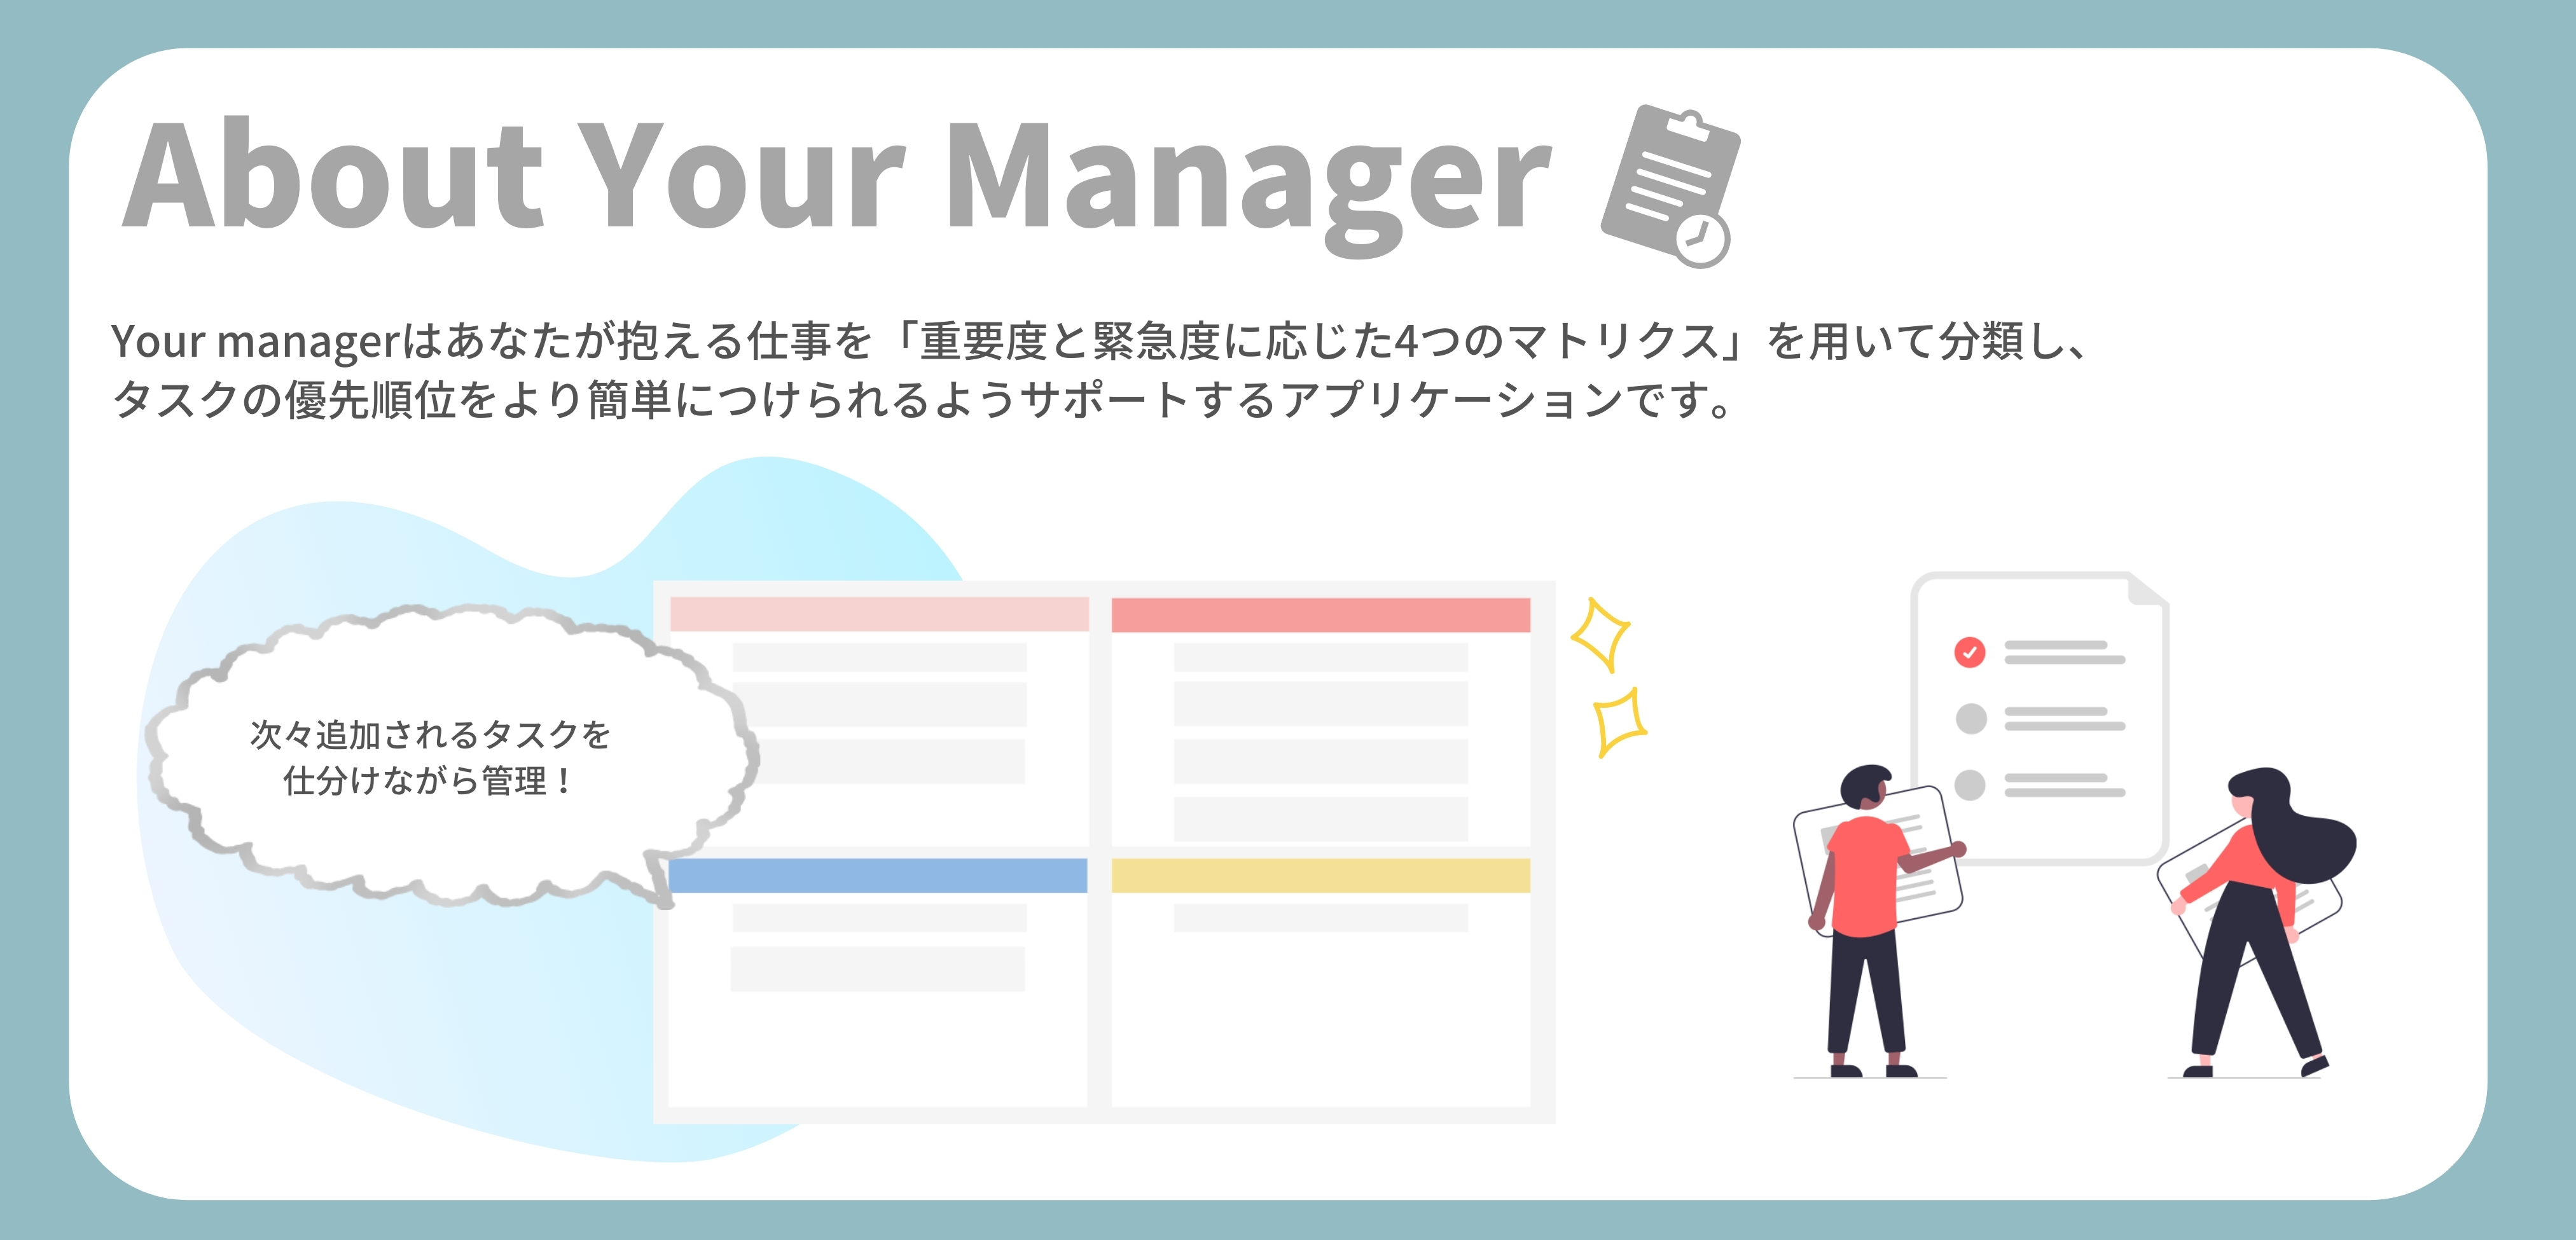 About Your Manager
Your managerはあなたが抱える仕事を「重要度と緊急度に応じた4つのマトリクス」を用いて分類し、
タスクの優先順位をより簡単につけられるようサポートするアプリケーションです。
次々追加されるタスクを
仕分けながら管理！